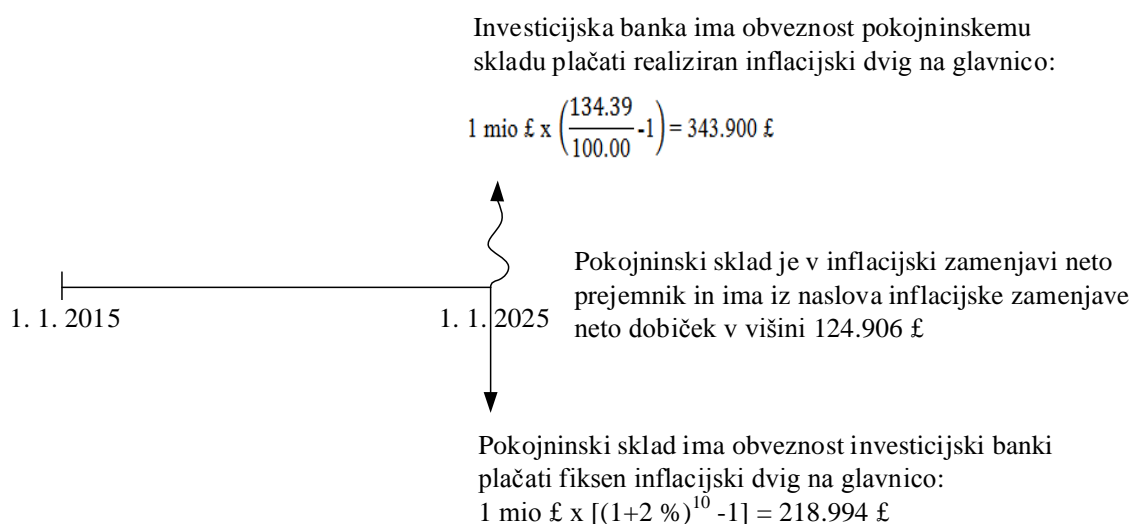 Investicijska banka ima obveznost pokojninskemu
skladu plačati realiziran inflacijski dvig na glavnico:
1 mio £ x (134.39/100.00 -1) = 343.900 £
Pokojninski sklad je v inflacijski zamenjavi neto
prejemnik in ima iz naslova inflacijske zamenjave
neto dobiček v višini 124.906 £
1. 1. 2015
1. 1. 2025
Pokojninski sklad ima obveznost investicijski banki
plačati fiksen inflacijski dvig na glavnico:
1 mio £ x [(1+2 %)^10 -1] = 218.994 £